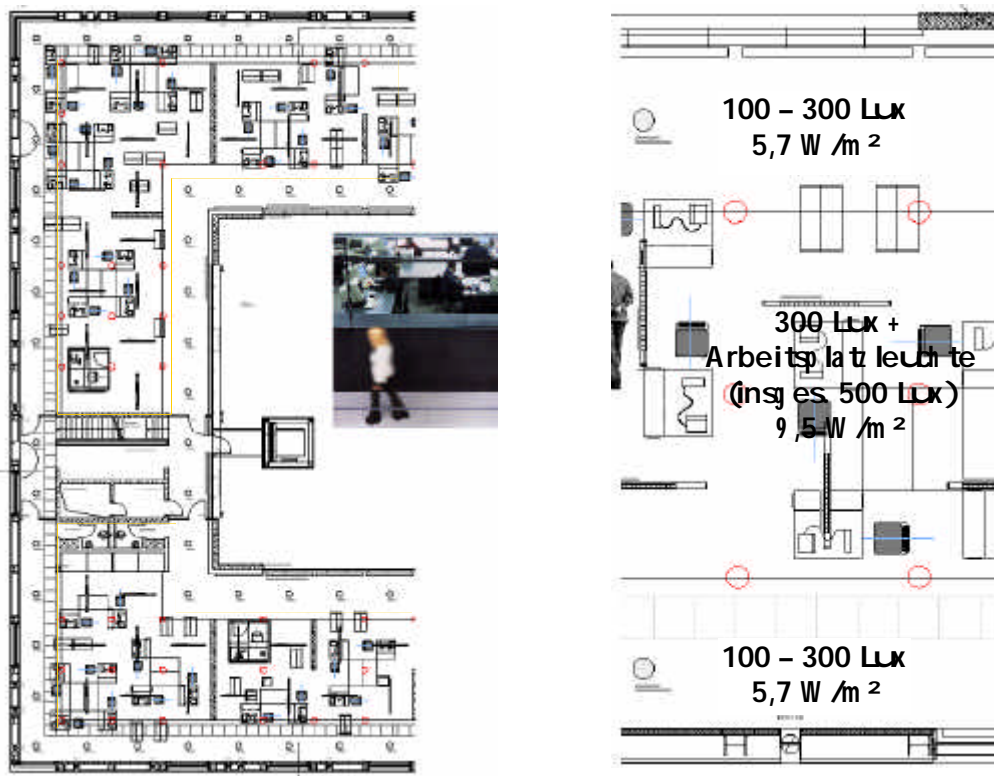 100 – 300 Lux
5,7 W/m²
300 Lux +
Arbeitsplatzleuchte
(insges. 500 Lux)
9,5 W/m²
100 – 300 Lux
5,7 W/m²